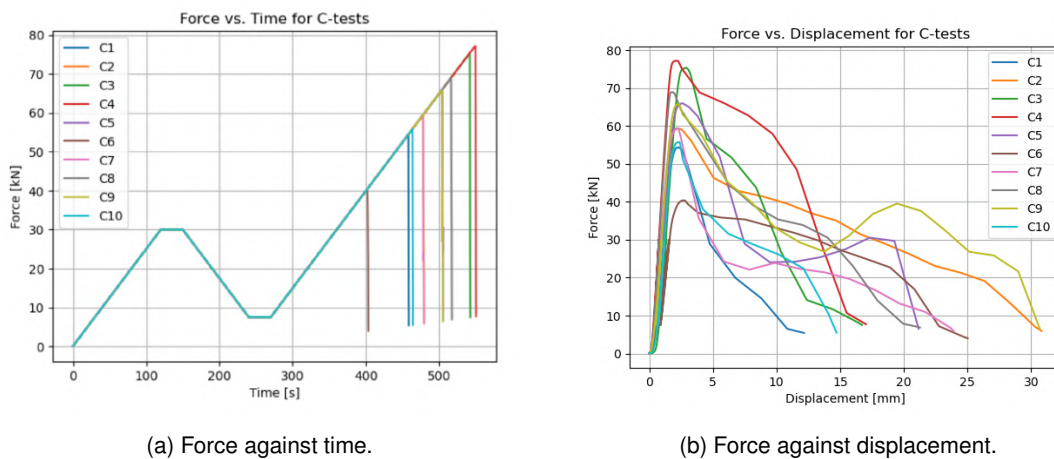 Force vs. Time for C-tests
80
70
60
50
40
30
20
10
0
Force [kN]
C1
C2
C3
C4
C5
C6
C7
C8
C9
C10
0 100 200 300 400 500
Time [s]
(a) Force against time.
Force vs. Displacement for C-tests
80
70
60
50
40
30
20
10
0
Force [kN]
C1
C2
C3
C4
C5
C6
C7
C8
C9
C10
0 5 10 15 20 25 30
Displacement [mm]
(b) Force against displacement.